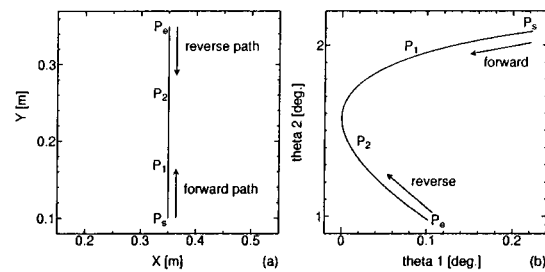 Pe
reverse path
0.3
Y [m]
P2
0.2
P1
forward path
0.1
Ps
0.2 0.3 0.4 0.5
X [m] (a)
Ps
2
P1
forward
theta 2 [deg.]
P2
reverse
1
Pe
0 0.1 0.2
theta 1 [deg.] (b)